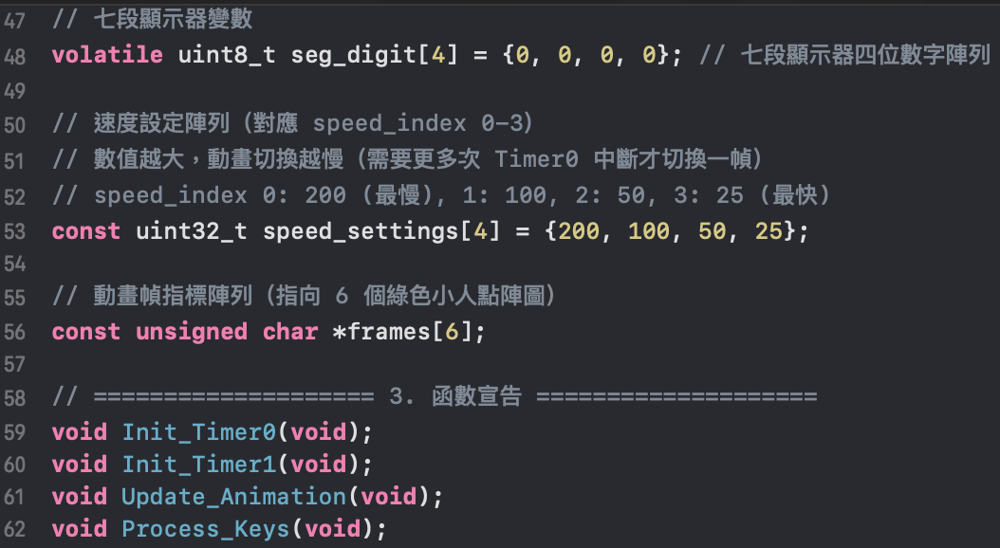 47 // 七段顯示器變數
48 volatile uint8_t seg_digit[4] = {0, 0, 0, 0}; // 七段顯示器四位數字陣列
49
50 // 速度設定陣列（對應 speed_index 0-3）
51 // 數值越大，動畫切換越慢（需要更多次 Timer0 中斷才切換一幀）
52 // speed_index 0: 200 (最慢), 1: 100, 2: 50, 3: 25 (最快)
53 const uint32_t speed_settings[4] = {200, 100, 50, 25};
54
55 // 動畫幀指標陣列（指向 6 個綠色小人點陣圖）
56 const unsigned char *frames[6];
57
58 // ==================== 3. 函數宣告 ====================
59 void Init_Timer0(void);
60 void Init_Timer1(void);
61 void Update_Animation(void);
62 void Process_Keys(void);